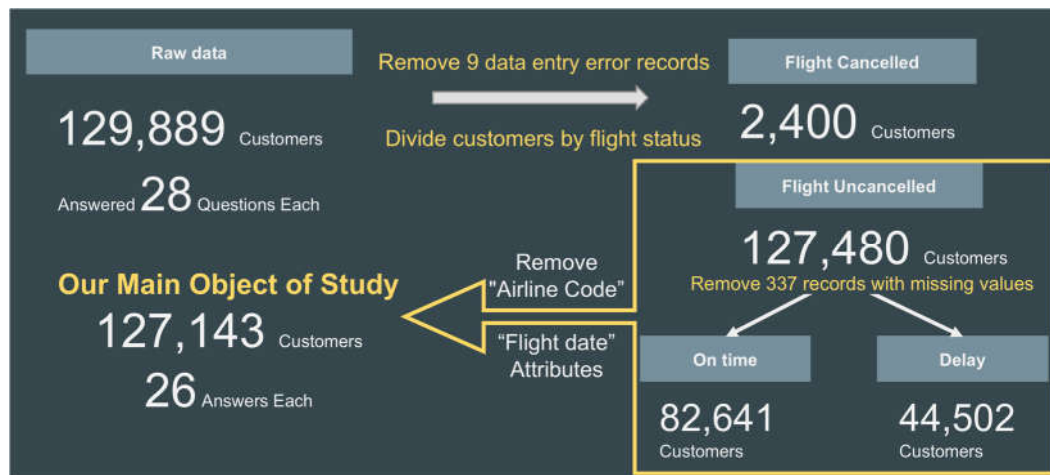 Raw data
129,889 Customers
Answered 28 Questions Each
Remove 9 data entry error records
Divide customers by flight status
Flight Cancelled
2,400 Customers
Flight Uncancelled
127,480 Customers
Remove 337 records with missing values
On time
82,641
Customers
Delay
44,502
Customers
Remove
"Airline Code"
“Flight date”
Attributes
Our Main Object of Study
127,143 Customers
26 Answers Each